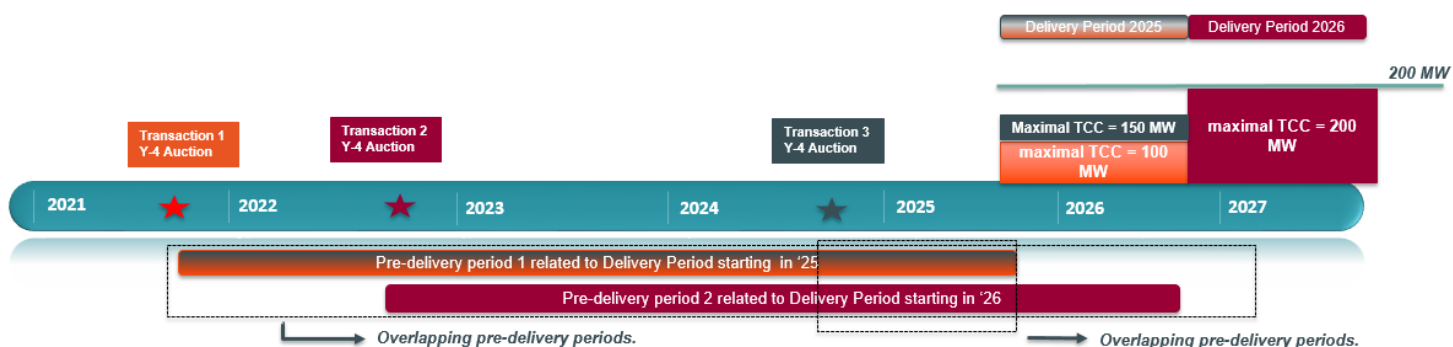 Delivery Period 2025
Delivery Period 2026
200 MW
Transaction 1
Y-4 Auction
Transaction 2
Y-4 Auction
Transaction 3
Y-4 Auction
Maximal TCC = 150 MW
maximal TCC = 100
MW
maximal TCC = 200
MW
2021
2022
2023
2024
2025
2026
2027
Pre-delivery period 1 related to Delivery Period starting in ‘25
Pre-delivery period 2 related to Delivery Period starting in ‘26
Overlapping pre-delivery periods.
Overlapping pre-delivery periods.